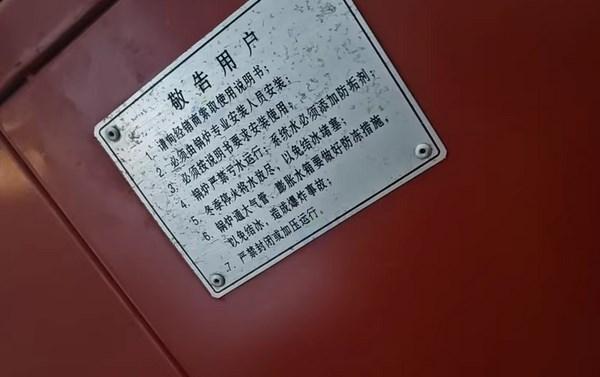 敬告用户
1. 请向经销商索取使用说明书；
2. 必须由锅炉专业安装人员安装；
3. 必须按说明书要求安装使用。
4. 锅炉严禁亏水运行；系统水必须添加防垢剂；
5. 冬季停火将水放尽，以免结冰堵塞；
6. 锅炉通大气管、膨胀水箱要做好防冻措施，
以免结冰，造成爆炸事故。
7. 严禁封闭或加压运行。